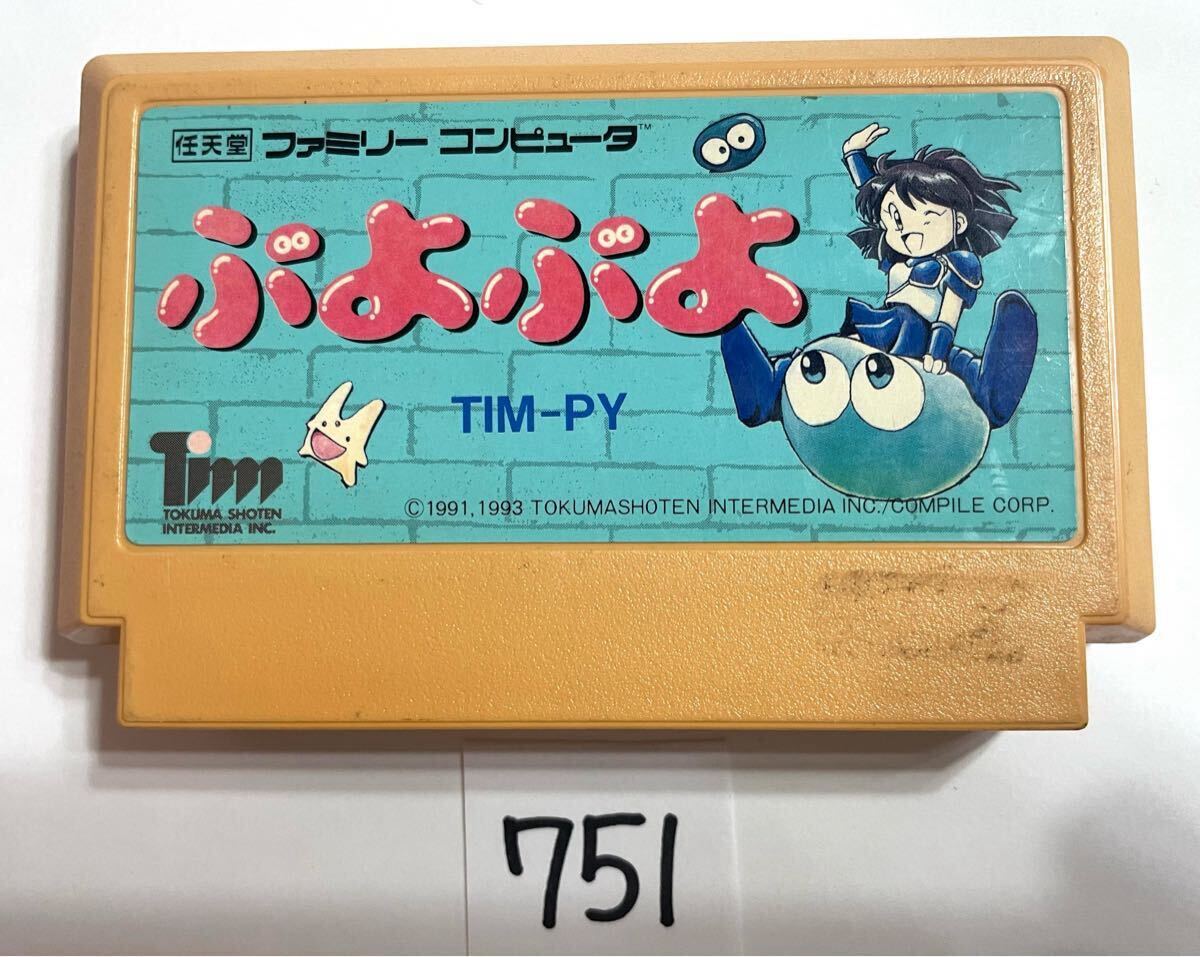 任天堂 ファミリー コンピュータ™
ぷよぷよ
TIM-PY
Tim
TOKUMA SHOTEN
INTERMEDIA INC.
©1991,1993 TOKUMASHOTEN INTERMEDIA INC./COMPILE CORP.
751